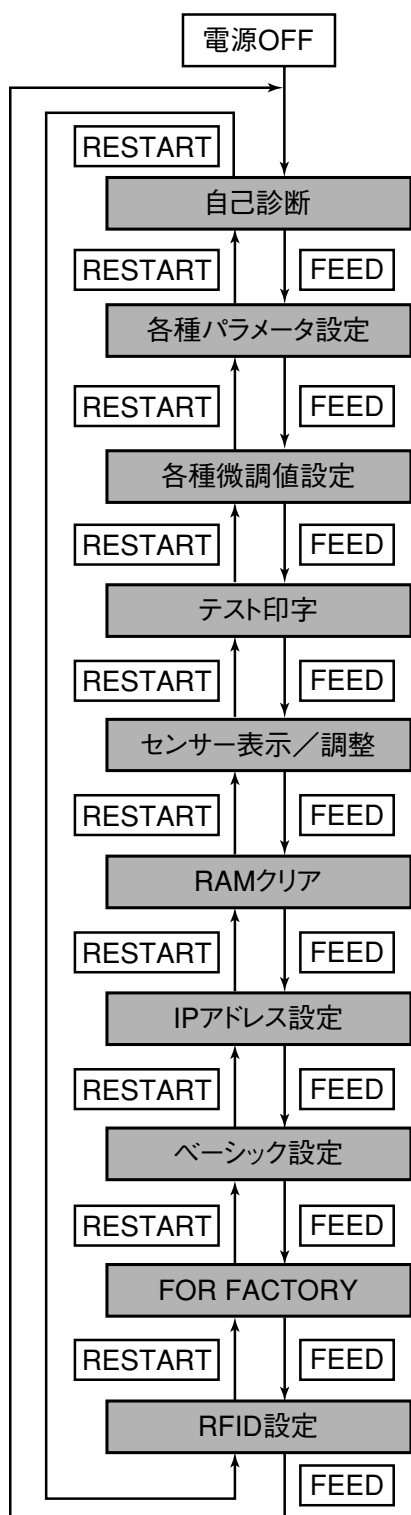 電源OFF
RESTART
自己診断
RESTART
FEED
各種パラメータ設定
RESTART
FEED
各種微調値設定
RESTART
FEED
テスト印字
RESTART
FEED
センサー表示／調整
RESTART
FEED
RAMクリア
RESTART
FEED
IPアドレス設定
RESTART
FEED
ベーシック設定
RESTART
FEED
FOR FACTORY
RESTART
FEED
RFID設定
FEED